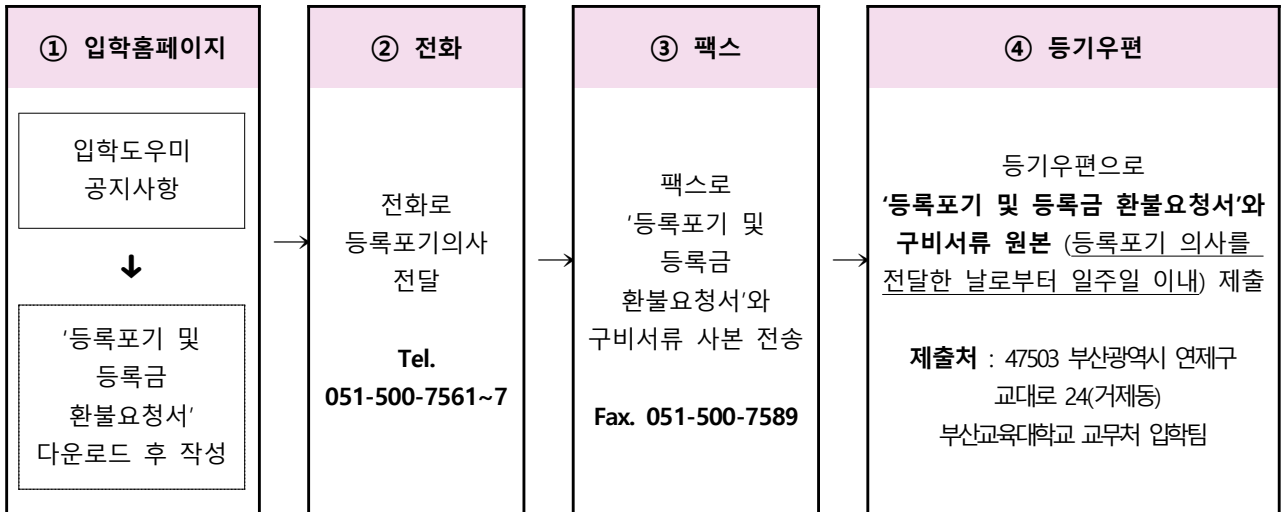 ① 입학홈페이지
입학도우미
공지사항
↓
'등록포기 및
등록금
환불요청서'
다운로드 후 작성
→
② 전화
전화로
등록포기의사
전달
Tel.
051-500-7561~7
→
③ 팩스
팩스로
'등록포기 및
등록금
환불요청서'와
구비서류 사본 전송
Fax. 051-500-7589
→
④ 등기우편
등기우편으로
'등록포기 및 등록금 환불요청서'와
구비서류 원본 (등록포기 의사를
전달한 날로부터 일주일 이내) 제출
제출처 : 47503 부산광역시 연제구
교대로 24(거제동)
부산교육대학교 교무처 입학팀